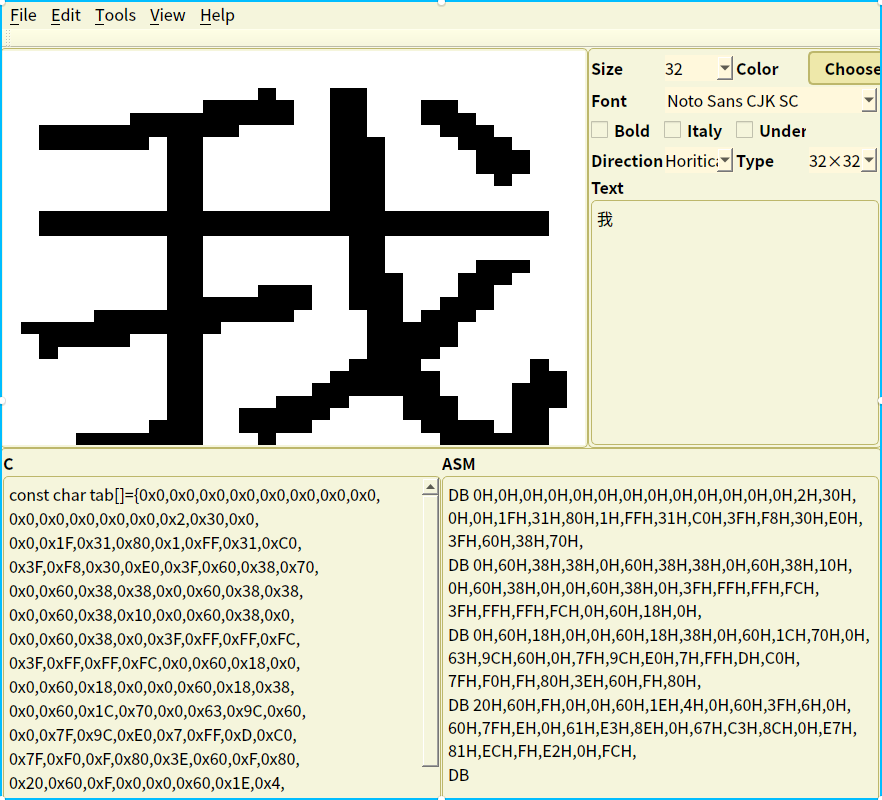 File Edit Tools View Help
我
Size 32 Color Choose
Font Noto Sans CJK SC
Bold Italy Under
Direction Horitica Type 32×32
Text
我
C
const char tab[]={0x0,0x0,0x0,0x0,0x0,0x0,0x0,0x0,
0x0,0x0,0x0,0x0,0x0,0x2,0x30,0x0,
0x0,0x1F,0x31,0x80,0x1,0xFF,0x31,0xC0,
0x3F,0xF8,0x30,0xE0,0x3F,0x60,0x38,0x70,
0x0,0x60,0x38,0x38,0x0,0x60,0x38,0x38,
0x0,0x60,0x38,0x10,0x0,0x60,0x38,0x0,
0x0,0x60,0x38,0x0,0x3F,0xFF,0xFF,0xFC,
0x3F,0xFF,0xFF,0xFC,0x0,0x60,0x18,0x0,
0x0,0x60,0x18,0x0,0x0,0x60,0x18,0x38,
0x0,0x60,0x1C,0x70,0x0,0x63,0x9C,0x60,
0x0,0x7F,0x9C,0xE0,0x7,0xFF,0xD,0xC0,
0x7F,0xF0,0xF,0x80,0x3E,0x60,0xF,0x80,
0x20,0x60,0xF,0x0,0x0,0x60,0x1E,0x4,
ASM
DB 0H,0H,0H,0H,0H,0H,0H,0H,0H,0H,0H,0H,0H,2H,30H,
0H,0H,1FH,31H,80H,1H,FFH,31H,C0H,3FH,F8H,30H,E0H,
3FH,60H,38H,70H,
DB 0H,60H,38H,38H,0H,60H,38H,38H,0H,60H,38H,10H,
0H,60H,38H,0H,0H,60H,38H,0H,3FH,FFH,FFH,FCH,
3FH,FFH,FFH,FCH,0H,60H,18H,0H,
DB 0H,60H,18H,0H,0H,60H,18H,38H,0H,60H,1CH,70H,0H,
63H,9CH,60H,0H,7FH,9CH,E0H,7H,FFH,DH,C0H,
7FH,F0H,FH,80H,3EH,60H,FH,80H,
DB 20H,60H,FH,0H,0H,60H,1EH,4H,0H,60H,3FH,6H,0H,
60H,7FH,EH,0H,61H,E3H,8EH,0H,67H,C3H,8CH,0H,E7H,
81H,ECH,FH,E2H,0H,FCH,
DB